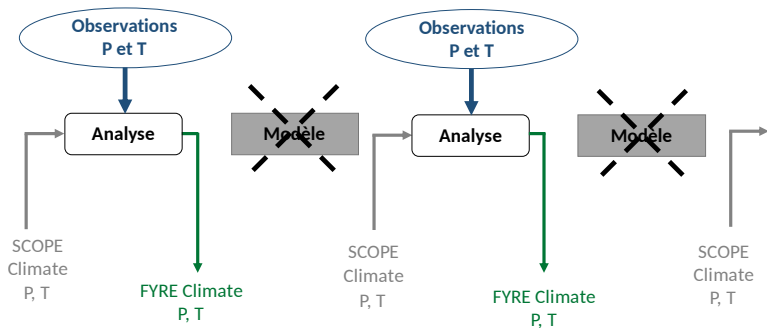 Observations
P et T
Observations
P et T
Analyse
Modèle
Analyse
Modèle
SCOPE
Climate
P, T
FYRE Climate
P, T
SCOPE
Climate
P, T
FYRE Climate
P, T
SCOPE
Climate
P, T